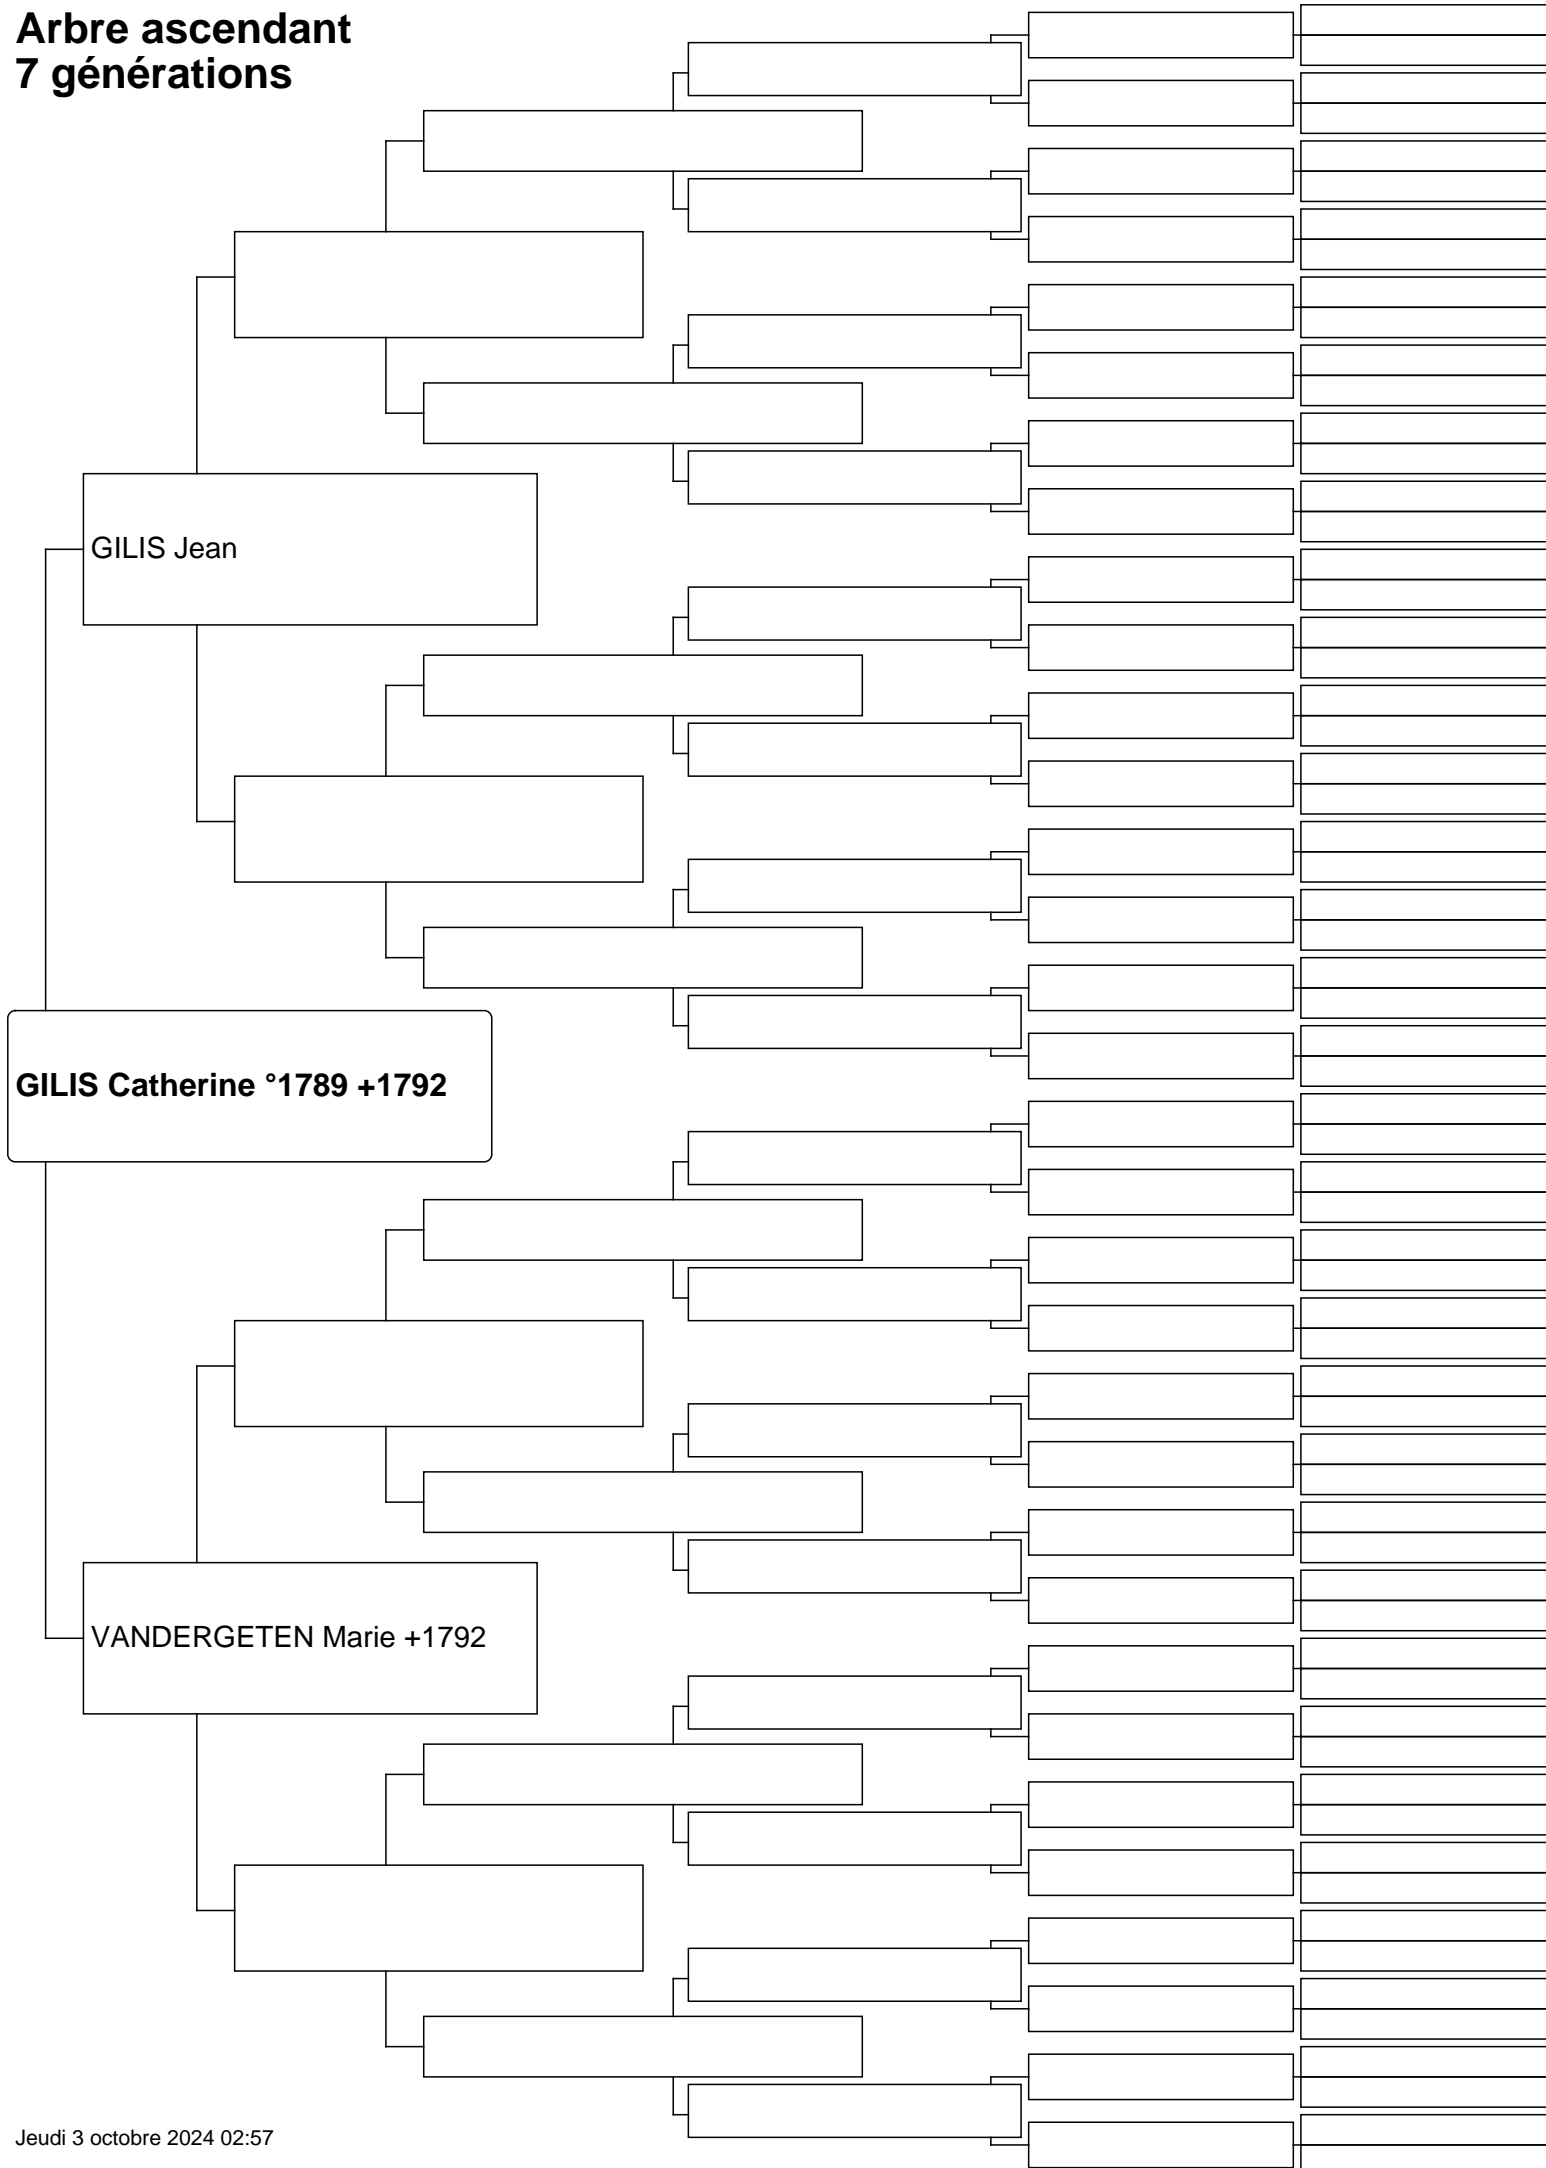 Arbre ascendant
7 générations
GILIS Jean
GILIS Catherine °1789 +1792
VANDERGETEN Marie +1792
Jeudi 3 octobre 2024 02:57